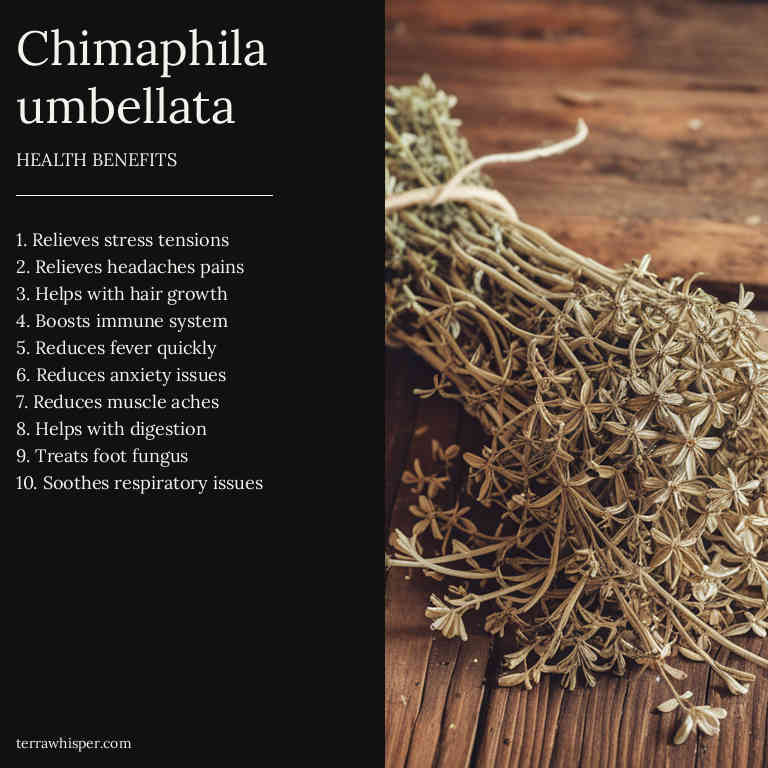 Chimaphila
umbellata
HEALTH BENEFITS
1. Relieves stress tensions
2. Relieves headaches pains
3. Helps with hair growth
4. Boosts immune system
5. Reduces fever quickly
6. Reduces anxiety issues
7. Reduces muscle aches
8. Helps with digestion
9. Treats foot fungus
10. Soothes respiratory issues
terrawhisper.com